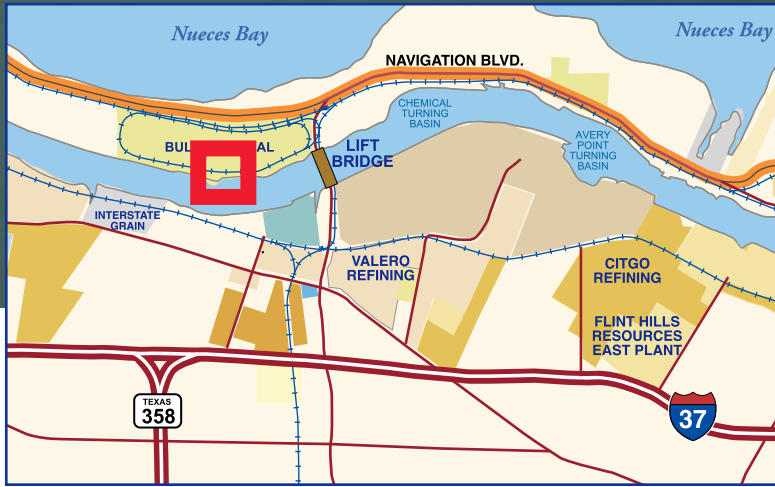 Nueces Bay
Nueces Bay
NAVIGATION BLVD.
CHEMICAL
TURNING
BASIN
AVERY
POINT
TURNING
BASIN
LIFT
BRIDGE
INTERSTATE
GRAIN
VALERO
REFINING
CITGO
REFINING
FLINT HILLS
RESOURCES
EAST PLANT
TEXAS
358
37